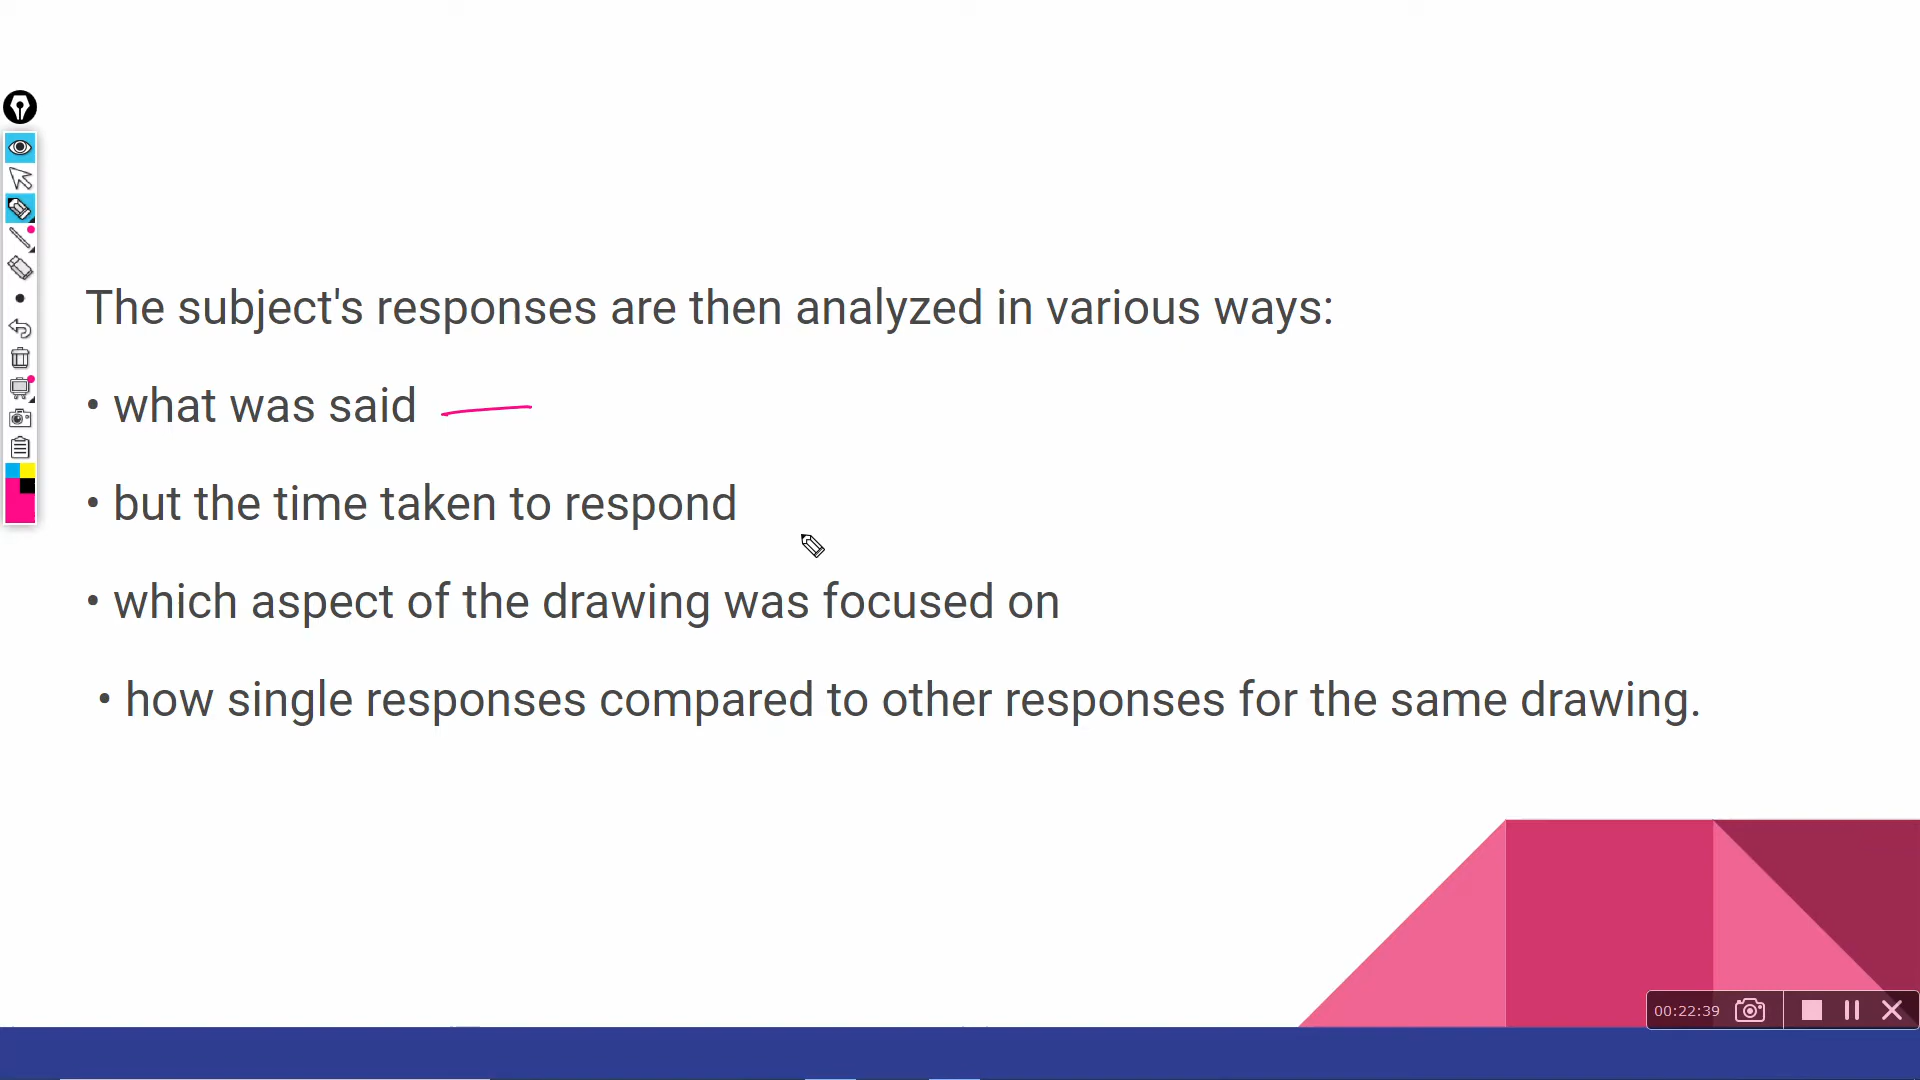 The subject's responses are then analyzed in various ways:
• what was said
• but the time taken to respond
• which aspect of the drawing was focused on
• how single responses compared to other responses for the same drawing.
00:22:39